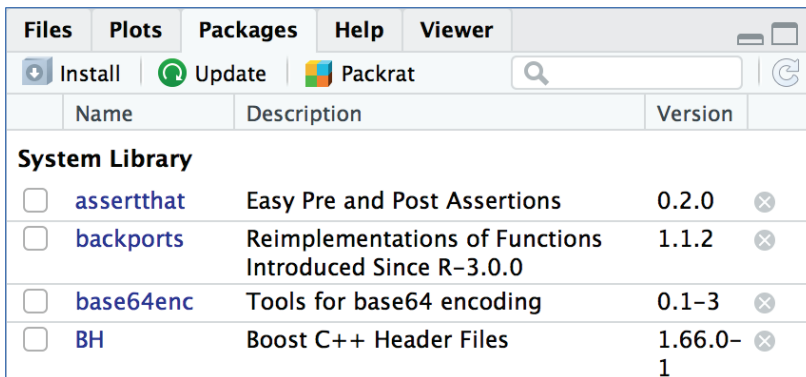 Files Plots Packages Help Viewer
Install Update Packrat
Name Description Version
System Library
assertthat Easy Pre and Post Assertions 0.2.0
backports Reimplementations of Functions 1.1.2
Introduced Since R-3.0.0
base64enc Tools for base64 encoding 0.1-3
BH Boost C++ Header Files 1.66.0-
1